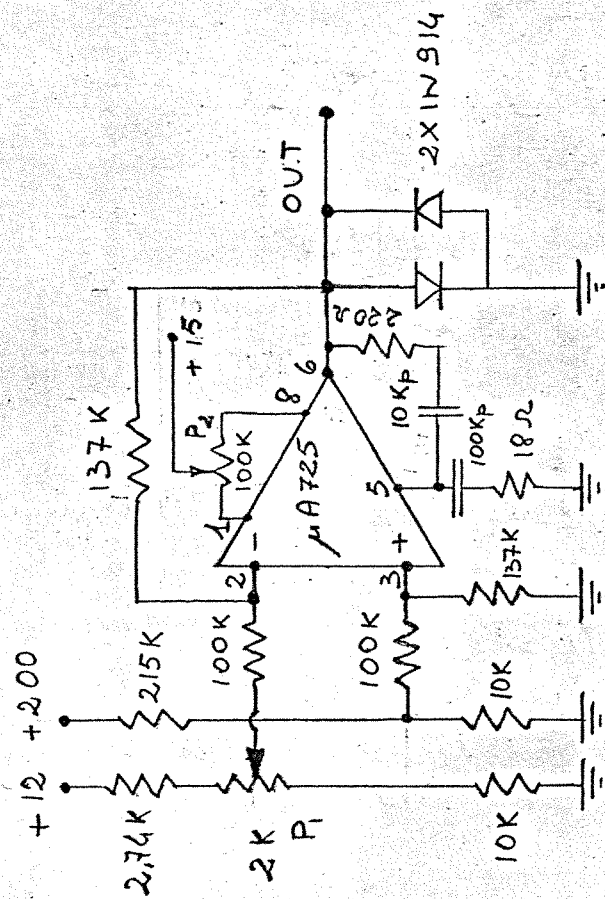 +12
+200
2,74K
215K
2K
P1
10K
10K
100K
100K
137K
137K
2
3
-
+
1
8
6
5
µA725
P2
100K
+15
220Ω
10Kp
100Kp
18Ω
OUT
2X1N914